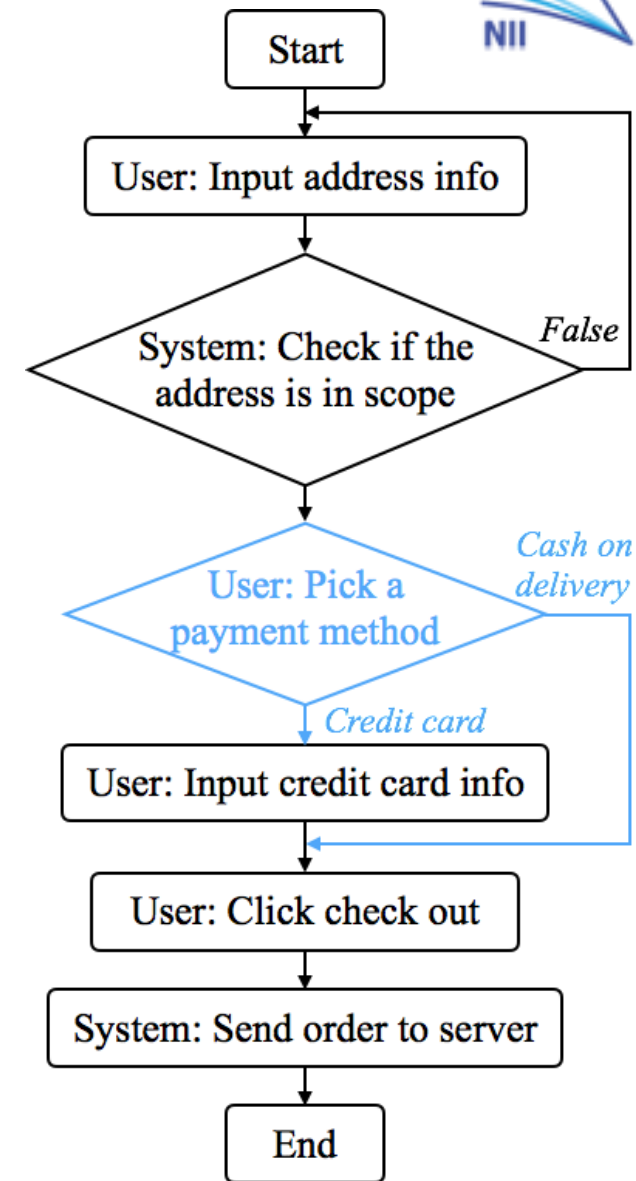 NII
Start
User: Input address info
System: Check if the
address is in scope
False
User: Pick a
payment method
Cash on
delivery
Credit card
User: Input credit card info
User: Click check out
System: Send order to server
End